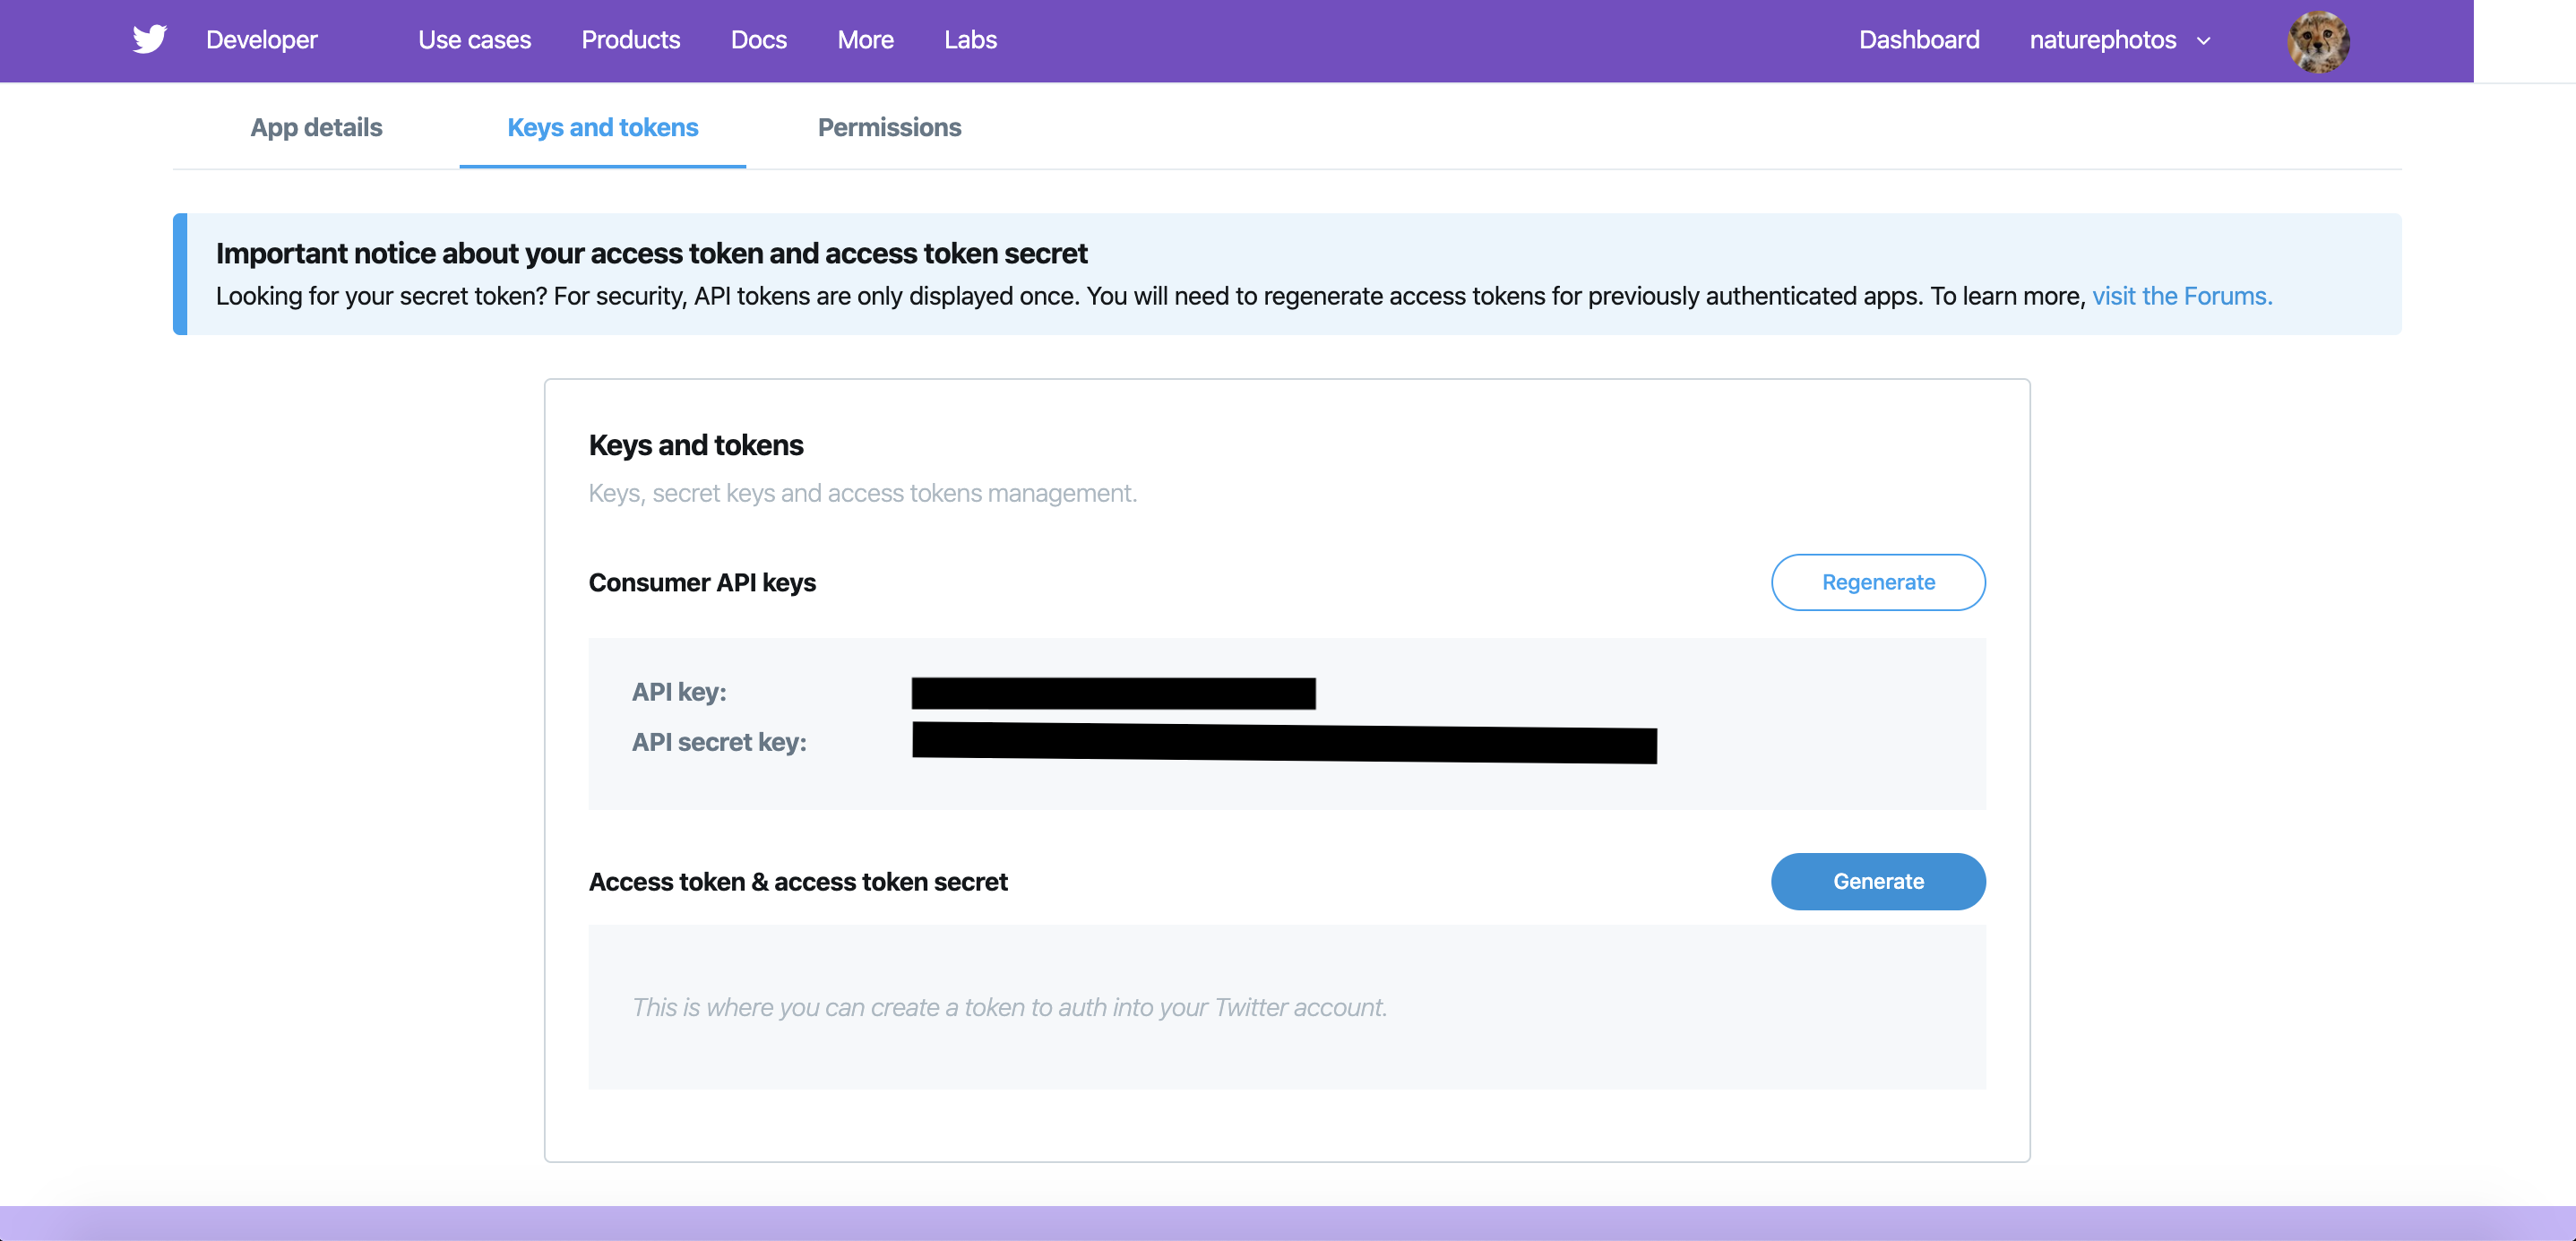 Developer Use cases Products Docs More Labs Dashboard naturephotos
App details Keys and tokens Permissions
Important notice about your access token and access token secret
Looking for your secret token? For security, API tokens are only displayed once. You will need to regenerate access tokens for previously authenticated apps. To learn more, visit the Forums.
Keys and tokens
Keys, secret keys and access tokens management.
Consumer API keys Regenerate
API key:
API secret key:
Access token & access token secret Generate
This is where you can create a token to auth into your Twitter account.